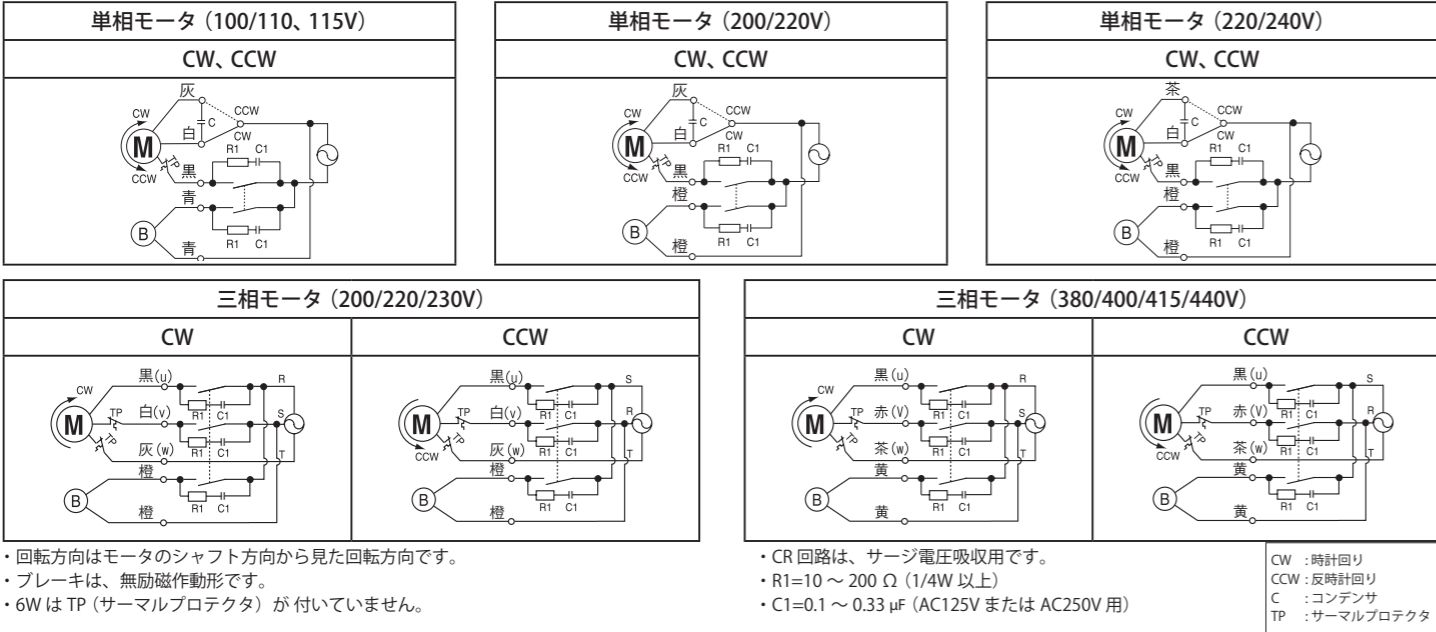 単相モータ（100/110、115V）
CW、CCW
灰
CW
CCW
C
白
CW
M
R1 C1
TP
CCW
黒
青
B
R1 C1
青
単相モータ（200/220V）
CW、CCW
灰
CW
CCW
C
白
CW
M
R1 C1
TP
CCW
黒
橙
B
R1 C1
橙
単相モータ（220/240V）
CW、CCW
茶
CW
CCW
C
白
CW
M
R1 C1
TP
CCW
黒
橙
B
R1 C1
橙
三相モータ（200/220/230V）
CW
黒(u)
R
CW
R1 C1
M
TP
白(v)
S
TP
R1 C1
灰(w)
T
橙
B
R1 C1
橙
CCW
黒(u)
S
R1 C1
M
TP
白(v)
R
TP
R1 C1
CCW
灰(w)
T
橙
B
R1 C1
橙
三相モータ（380/400/415/440V）
CW
黒(u)
R
CW
R1 C1
M
TP
赤(V)
S
TP
R1 C1
茶(w)
T
黄
B
R1 C1
黄
CCW
黒(u)
S
R1 C1
M
TP
赤(V)
R
TP
R1 C1
CCW
茶(w)
T
黄
B
R1 C1
黄
・回転方向はモータのシャフト方向から見た回転方向です。
・ブレーキは、無励磁作動形です。
・6W は TP（サーマルプロテクタ）が 付いていません。
・CR 回路は、サージ電圧吸収用です。
・R1=10 ～ 200 Ω（1/4W 以上）
・C1=0.1 ～ 0.33 μF（AC125V または AC250V 用）
CW ：時計回り
CCW：反時計回り
C ：コンデンサ
TP ：サーマルプロテクタ